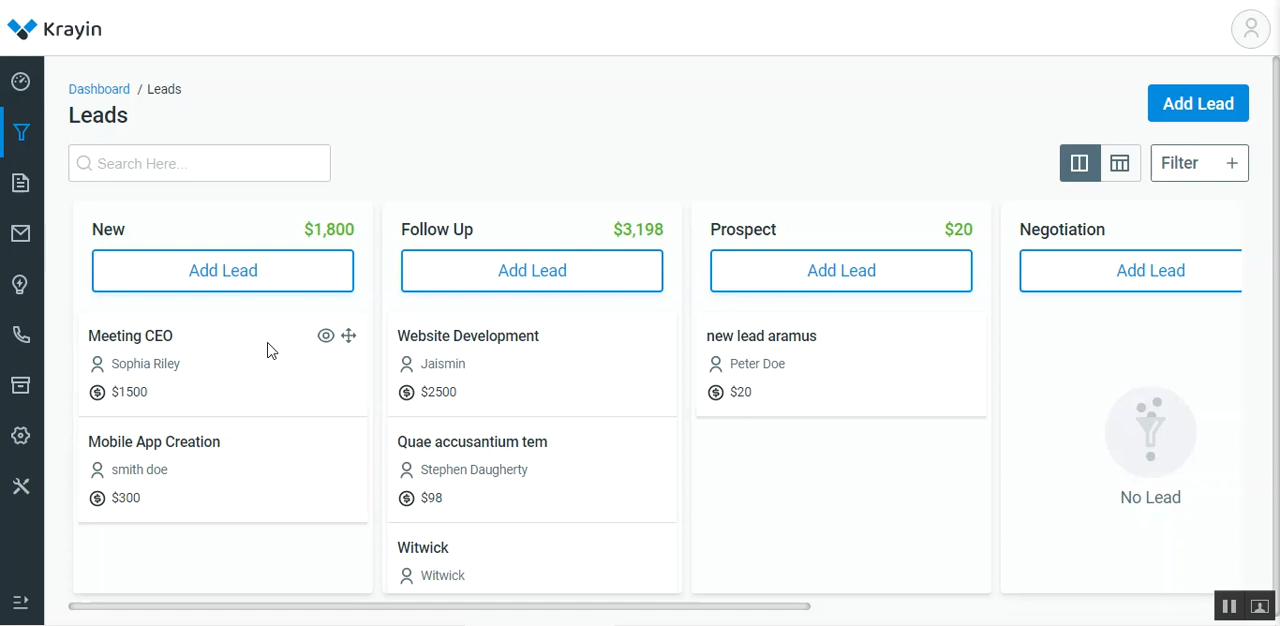 Krayin
Dashboard / Leads
Leads
Add Lead
Search Here...
Filter +
New $1,800
Add Lead
Meeting CEO
Sophia Riley
$1500
Mobile App Creation
smith doe
$300
Follow Up $3,198
Add Lead
Website Development
Jaismin
$2500
Quae accusantium tem
Stephen Daugherty
$98
Witwick
Witwick
Prospect $20
Add Lead
new lead aramus
Peter Doe
$20
Negotiation
Add Lead
No Lead